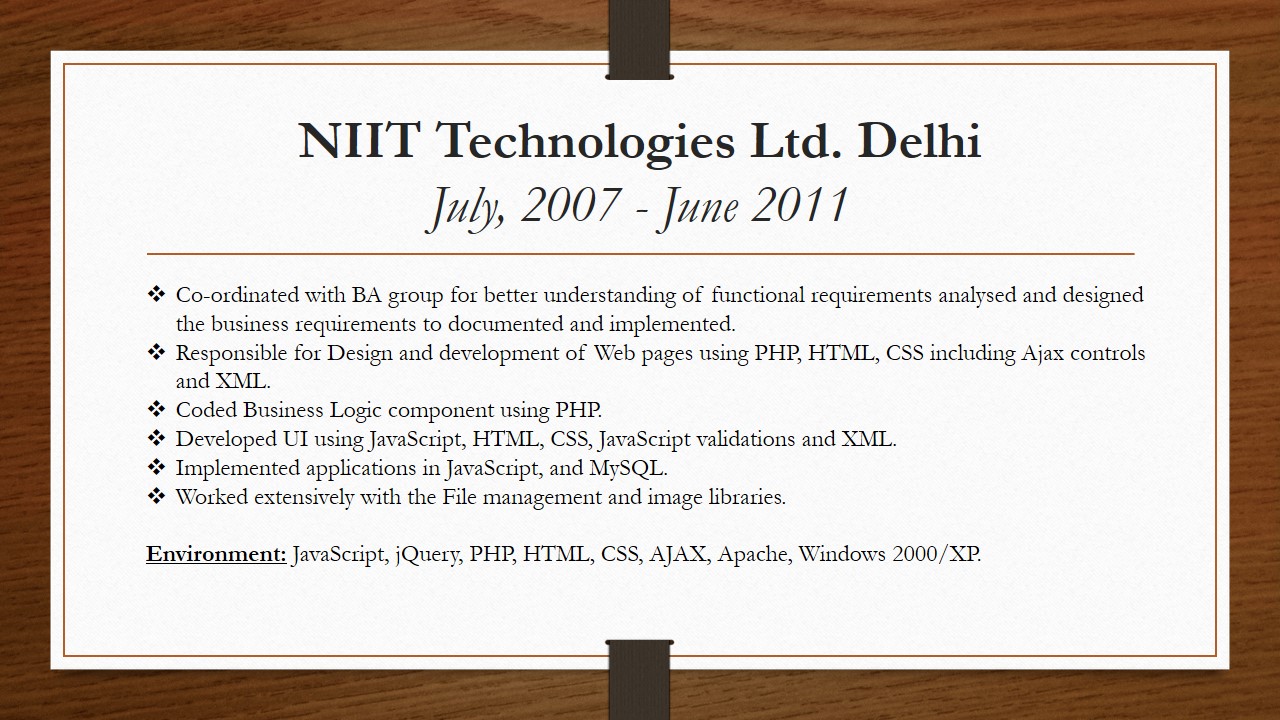 NIIT Technologies Ltd. Delhi
July, 2007 - June 2011
❖ Co-ordinated with BA group for better understanding of functional requirements analysed and designed
the business requirements to documented and implemented.
❖ Responsible for Design and development of Web pages using PHP, HTML, CSS including Ajax controls
and XML.
❖ Coded Business Logic component using PHP.
❖ Developed UI using JavaScript, HTML, CSS, JavaScript validations and XML.
❖ Implemented applications in JavaScript, and MySQL.
❖ Worked extensively with the File management and image libraries.
Environment: JavaScript, jQuery, PHP, HTML, CSS, AJAX, Apache, Windows 2000/XP.